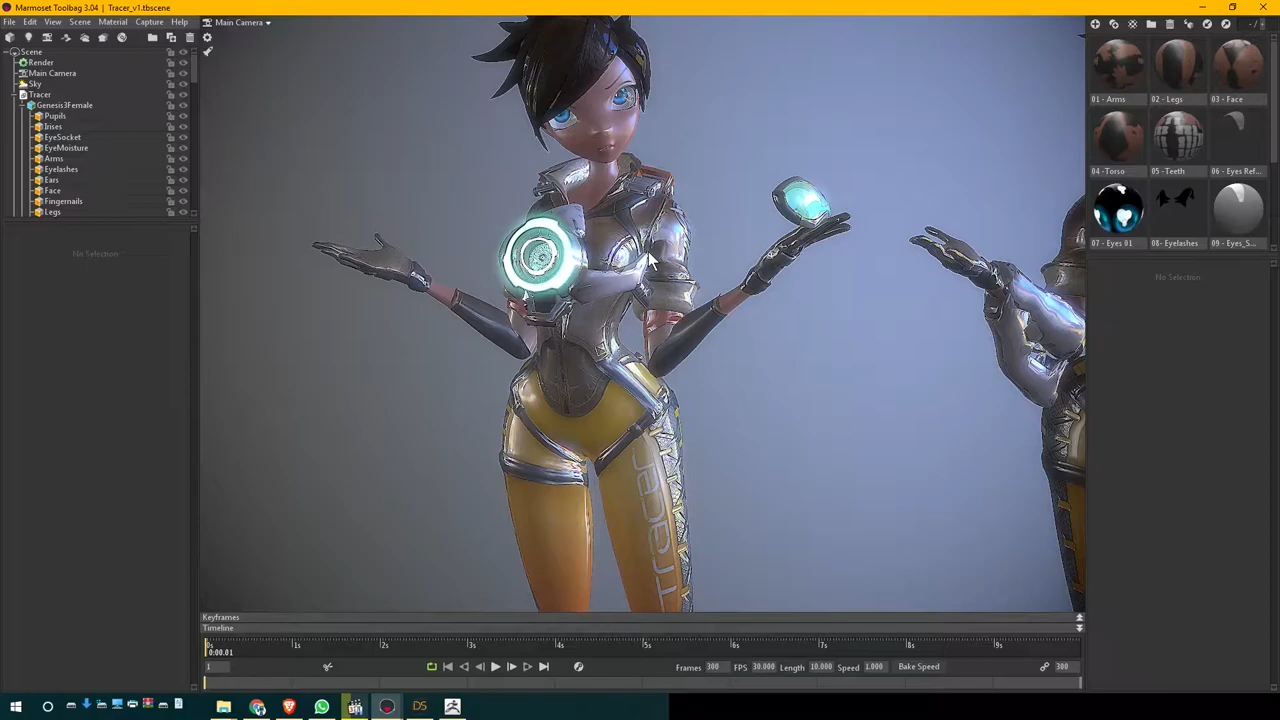 Marmoset Toolbag 3.04 | Tracer_v1.tbscene
File Edit View Scene Material Capture Help
Main Camera
Scene
Render
Main Camera
Sky
Tracer
Genesis3Female
Pupils
Irises
EyeSocket
EyeMoisture
Arms
Eyelashes
Ears
Face
Fingernails
Legs
No Selection
01 - Arms 02 - Legs 03 - Face
04 -Torso 05 - Teeth 06 - Eyes Ref...
07 - Eyes 01 08- Eyelashes 09 - Eyes_S...
No Selection
Tracer
Keyframes
Timeline
0s 1s 2s 3s 4s 5s 6s 7s 8s 9s
0:00.01
1 Frames 300 FPS 30.000 Length 10.000 Speed 1.000 Bake Speed 300
DS